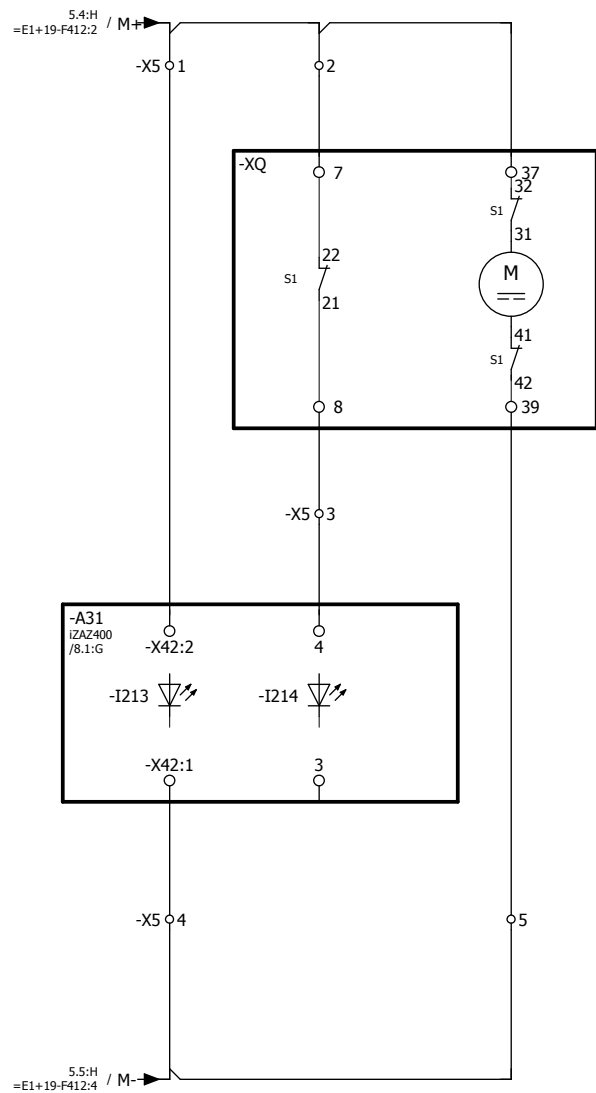 5.4:H
=E1+19-F412:2 / M+
-X5 1
2
-XQ
7
37
32
S1
31
22
S1
21
M
41
S1
42
8
39
-X5 3
-A31
iZAZ400
/8.1:G
-X42:2
4
-I213
-I214
-X42:1
3
-X5 4
5
5.5:H
=E1+19-F412:4 / M-